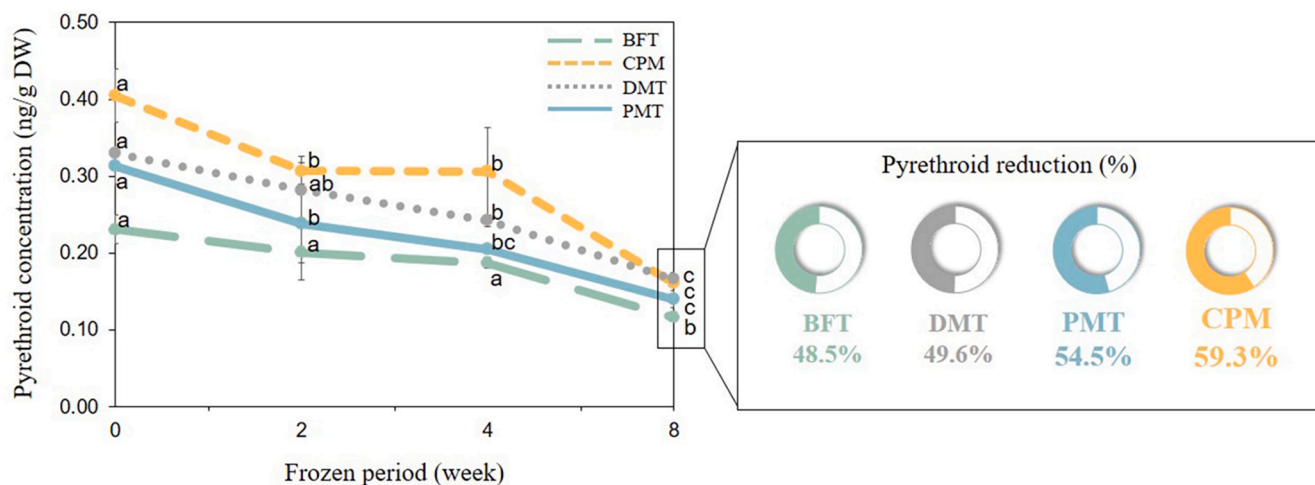 Pyrethroid concentration (ng/g DW)
0.50
0.40
0.30
0.20
0.10
0.00
BFT
CPM
DMT
PMT
a
a
a
a
b
ab
b
a
b
b
bc
a
c
c
c
b
0
2
4
8
Frozen period (week)
Pyrethroid reduction (%)
BFT
DMT
PMT
CPM
48.5%
49.6%
54.5%
59.3%